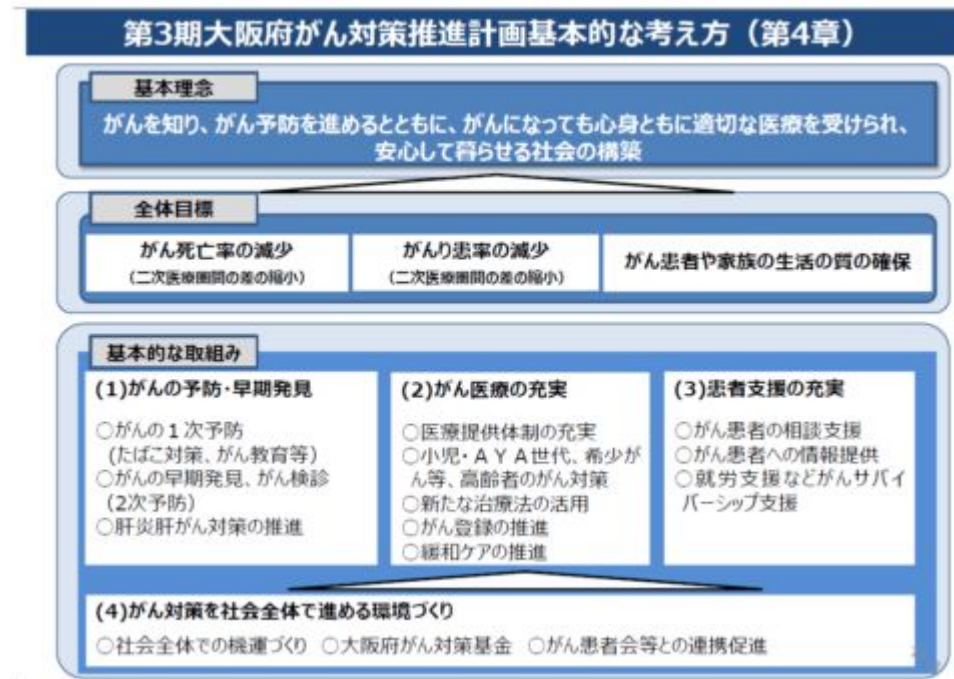 第3期大阪府がん対策推進計画基本的な考え方（第4章）
基本理念
がんを知り、がん予防を進めるとともに、がんになっても心身ともに適切な医療を受けられ、
安心して暮らせる社会の構築
全体目標
がん死亡率の減少
（二次医療圏間の差の縮小）
がんり患率の減少
（二次医療圏間の差の縮小）
がん患者や家族の生活の質の確保
基本的な取組み
(1)がんの予防・早期発見
○がんの１次予防
(たばこ対策、がん教育等)
○がんの早期発見、がん検診
(2次予防)
○肝炎肝がん対策の推進
(2)がん医療の充実
○医療提供体制の充実
○小児・ＡＹＡ世代、希少が
ん等、高齢者のがん対策
○新たな治療法の活用
○がん登録の推進
○緩和ケアの推進
(3)患者支援の充実
○がん患者の相談支援
○がん患者への情報提供
○就労支援などがんサバイ
バーシップ支援
(4)がん対策を社会全体で進める環境づくり
○社会全体での機運づくり ○大阪府がん対策基金 ○がん患者会等との連携促進